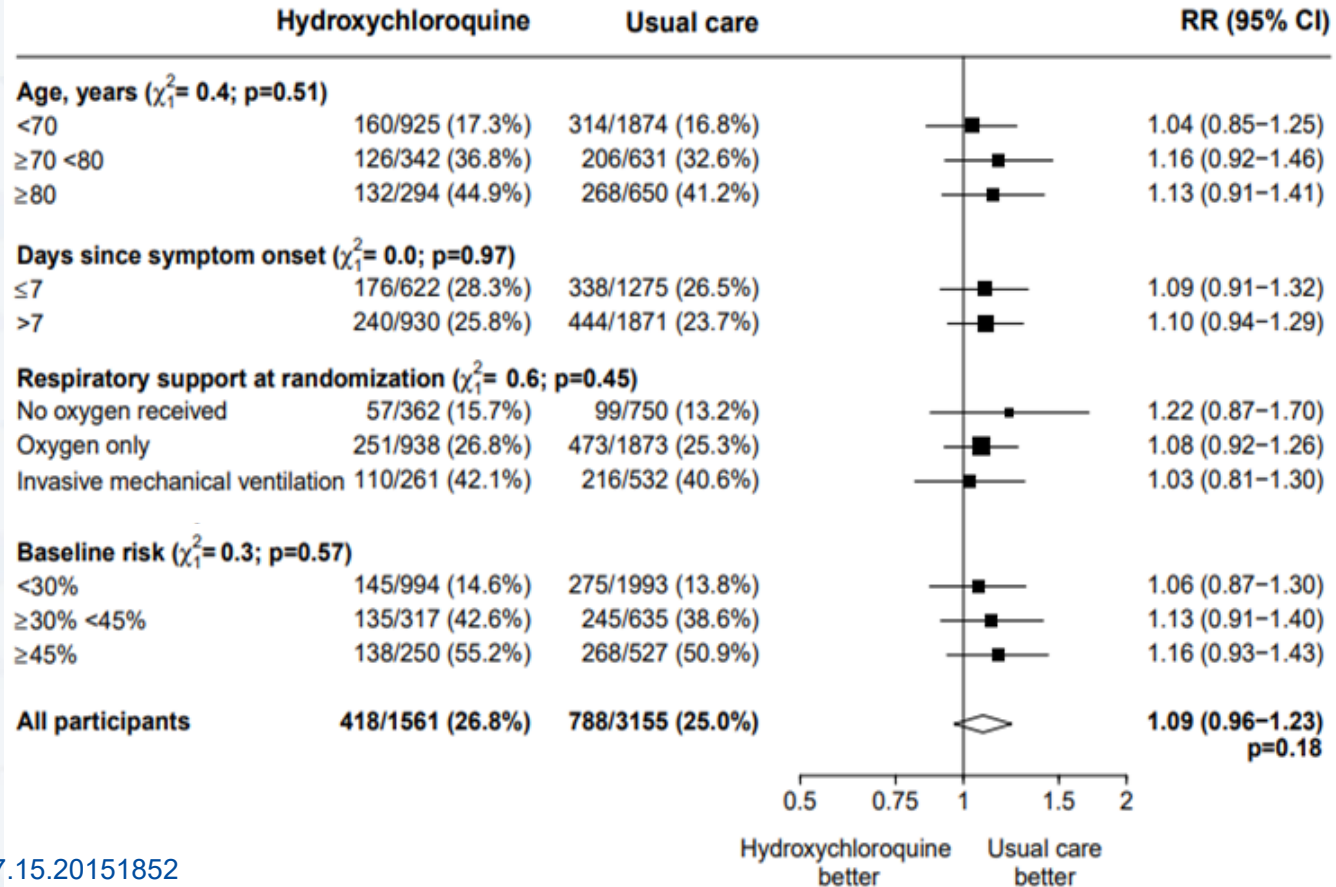 Hydroxychloroquine Usual care RR (95% CI)
Age, years (χ²₁= 0.4; p=0.51)
<70 160/925 (17.3%) 314/1874 (16.8%) 1.04 (0.85−1.25)
≥70 <80 126/342 (36.8%) 206/631 (32.6%) 1.16 (0.92−1.46)
≥80 132/294 (44.9%) 268/650 (41.2%) 1.13 (0.91−1.41)
Days since symptom onset (χ²₁= 0.0; p=0.97)
≤7 176/622 (28.3%) 338/1275 (26.5%) 1.09 (0.91−1.32)
>7 240/930 (25.8%) 444/1871 (23.7%) 1.10 (0.94−1.29)
Respiratory support at randomization (χ²₁= 0.6; p=0.45)
No oxygen received 57/362 (15.7%) 99/750 (13.2%) 1.22 (0.87−1.70)
Oxygen only 251/938 (26.8%) 473/1873 (25.3%) 1.08 (0.92−1.26)
Invasive mechanical ventilation 110/261 (42.1%) 216/532 (40.6%) 1.03 (0.81−1.30)
Baseline risk (χ²₁= 0.3; p=0.57)
<30% 145/994 (14.6%) 275/1993 (13.8%) 1.06 (0.87−1.30)
≥30% <45% 135/317 (42.6%) 245/635 (38.6%) 1.13 (0.91−1.40)
≥45% 138/250 (55.2%) 268/527 (50.9%) 1.16 (0.93−1.43)
All participants 418/1561 (26.8%) 788/3155 (25.0%) 1.09 (0.96−1.23)
p=0.18
0.5 0.75 1 1.5 2
Hydroxychloroquine Usual care
better better
7.15.20151852